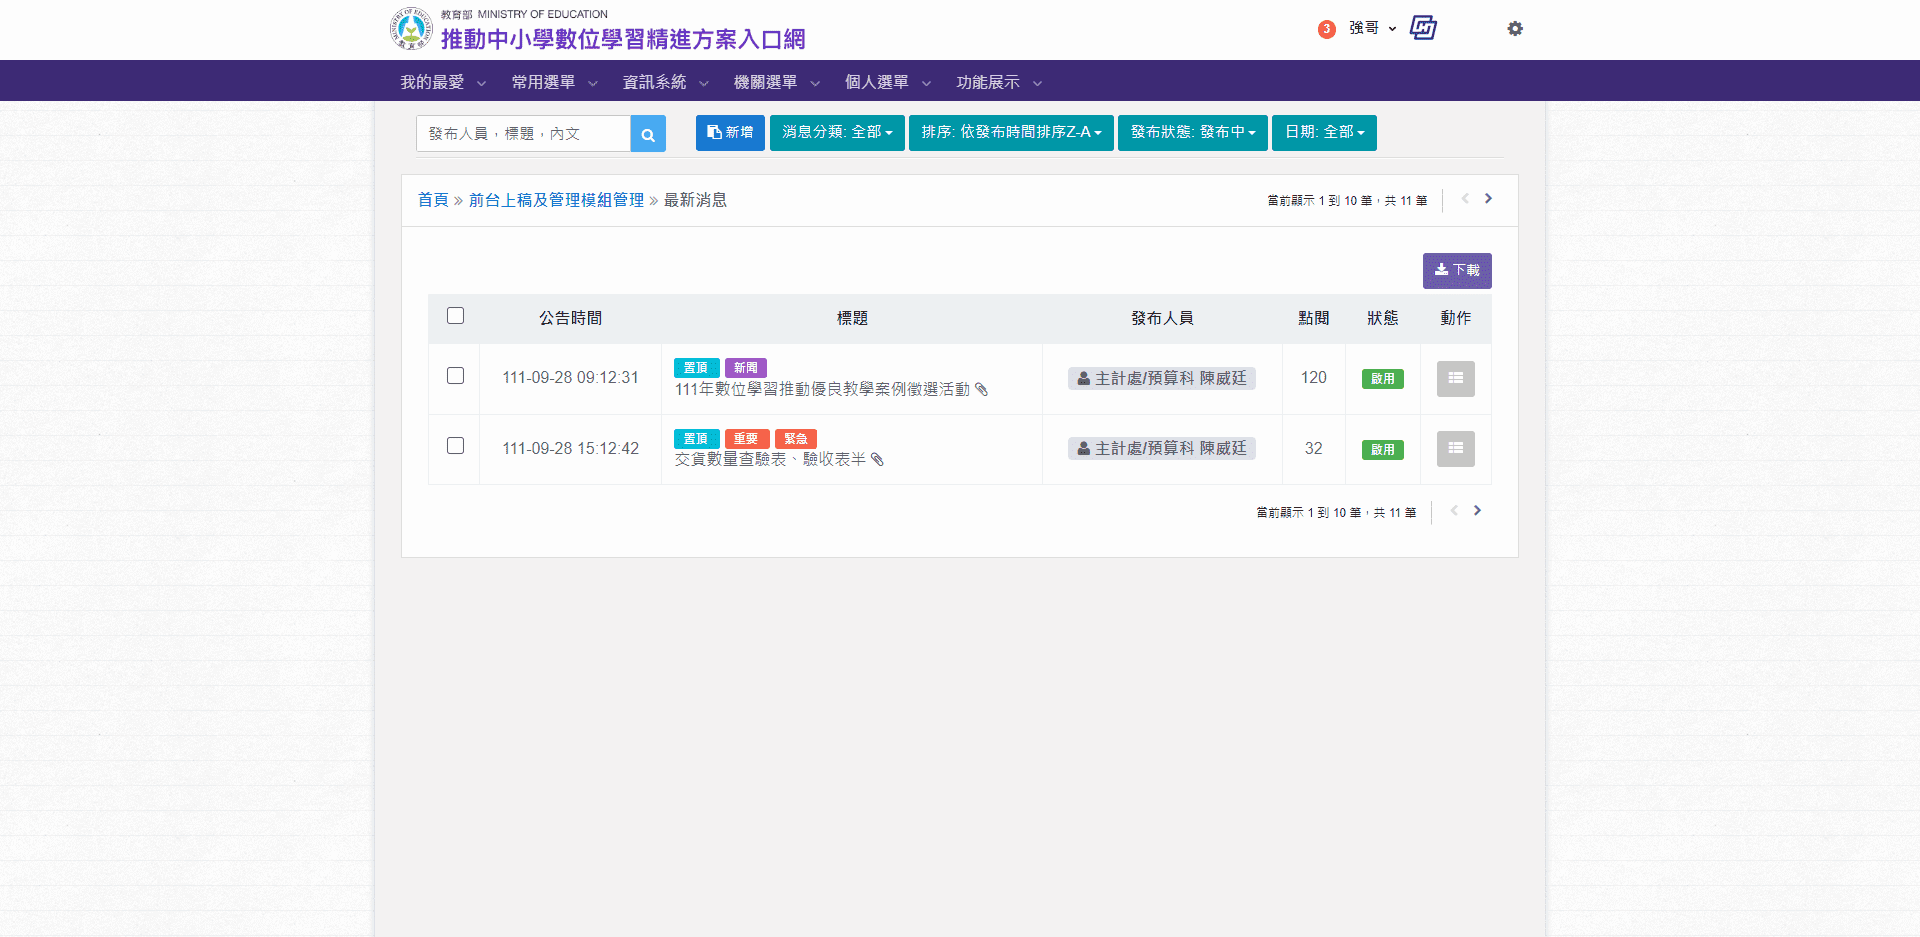 教育部 MINISTRY OF EDUCATION
推動中小學數位學習精進方案入口網
3 強哥
我的最愛 常用選單 資訊系統 機關選單 個人選單 功能展示
發布人員，標題，內文 新增 消息分類: 全部 排序: 依發布時間排序Z-A 發布狀態: 發布中 日期: 全部
首頁 » 前台上稿及管理模組管理 » 最新消息 當前顯示 1 到 10 筆，共 11 筆
下載
公告時間 標題 發布人員 點閱 狀態 動作
置頂 新聞
111-09-28 09:12:31 111年數位學習推動優良教學案例徵選活動 主計處/預算科 陳威廷 120 啟用
置頂 重要 緊急
111-09-28 15:12:42 交貨數量查驗表、驗收表半 主計處/預算科 陳威廷 32 啟用
當前顯示 1 到 10 筆，共 11 筆